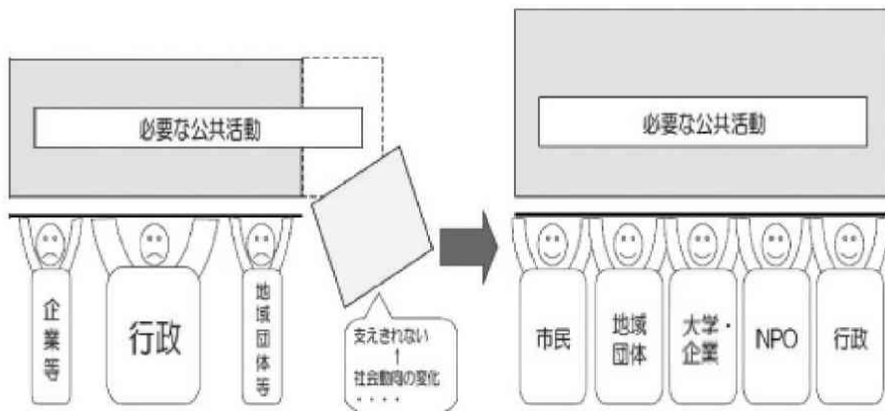 必要な公共活動
企業等
行政
地域団体等
支えきれない
↑
社会動向の変化
・・・・
必要な公共活動
市民
地域
団体
大学・
企業
NPO
行政